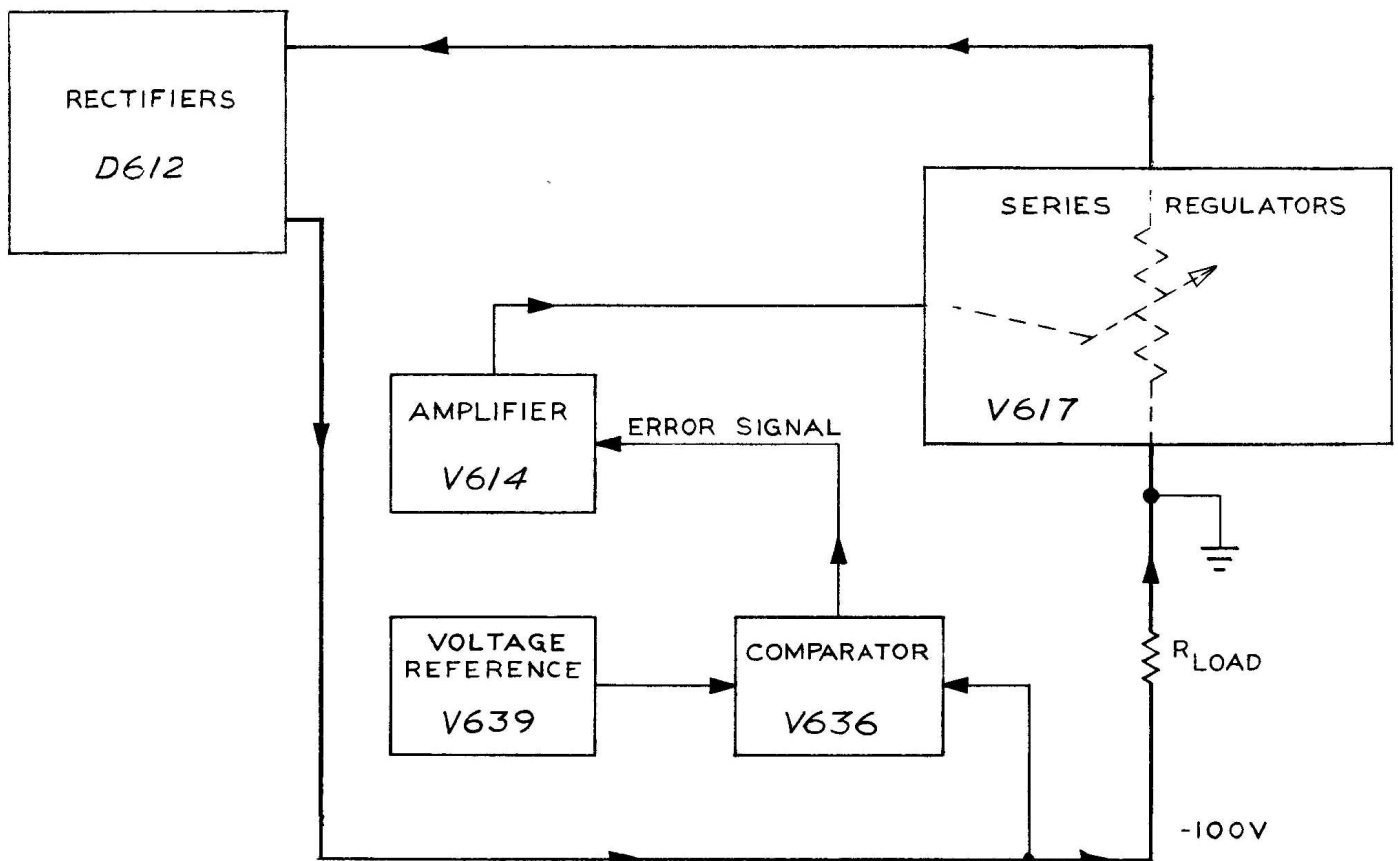 RECTIFIERS
D612
SERIES REGULATORS
V617
AMPLIFIER
V614
ERROR SIGNAL
VOLTAGE
REFERENCE
V639
COMPARATOR
V636
RLOAD
-100V